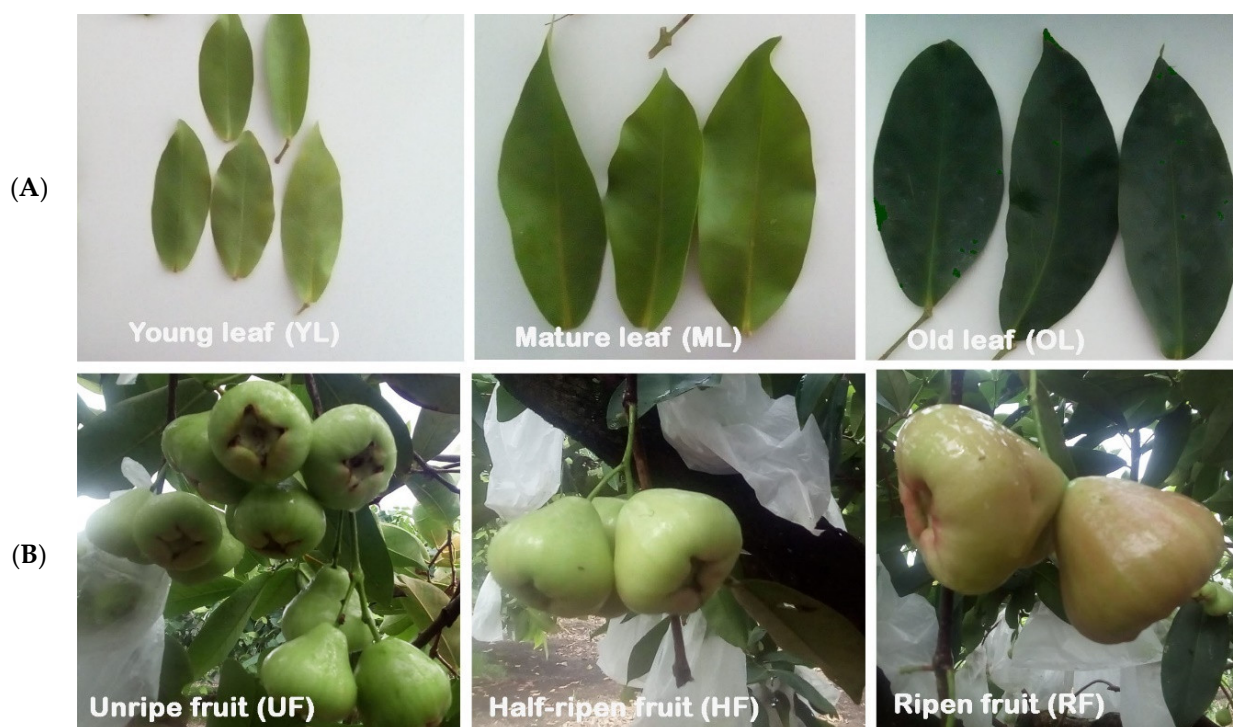 (A)
Young leaf (YL)
Mature leaf (ML)
Old leaf (OL)
(B)
Unripe fruit (UF)
Half-ripen fruit (HF)
Ripen fruit (RF)